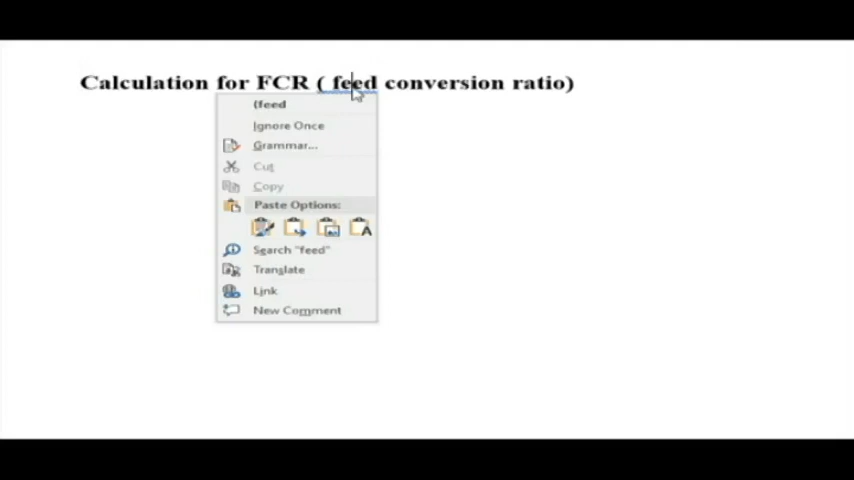 Calculation for FCR ( feed conversion ratio)
(feed
Ignore Once
Grammar...
Cut
Copy
Paste Options:
Search "feed"
Translate
Link
New Comment